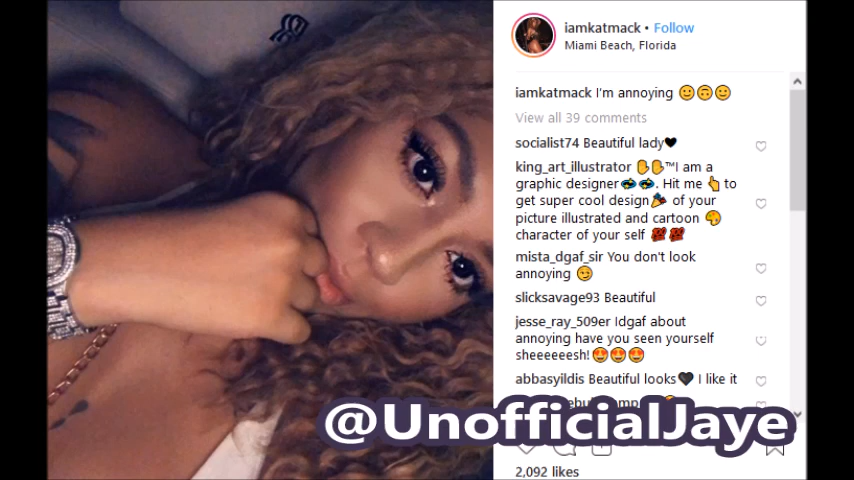 iamkatmack • Follow
Miami Beach, Florida
iamkatmack I'm annoying 🙂🙃🙂
View all 39 comments
socialist74 Beautiful lady🖤
king_art_illustrator ✋✋™I am a
graphic designer. Hit me 👆 to
get super cool design🎉 of your
picture illustrated and cartoon 🎨
character of your self
mista_dgaf_sir You don't look
annoying 😏
slicksavage93 Beautiful
jesse_ray_509er Idgaf about
annoying have you seen yourself
sheeeeeesh!😍😍😍
abbasyildis Beautiful looks🖤 I like it
@UnofficialJaye
2,092 likes